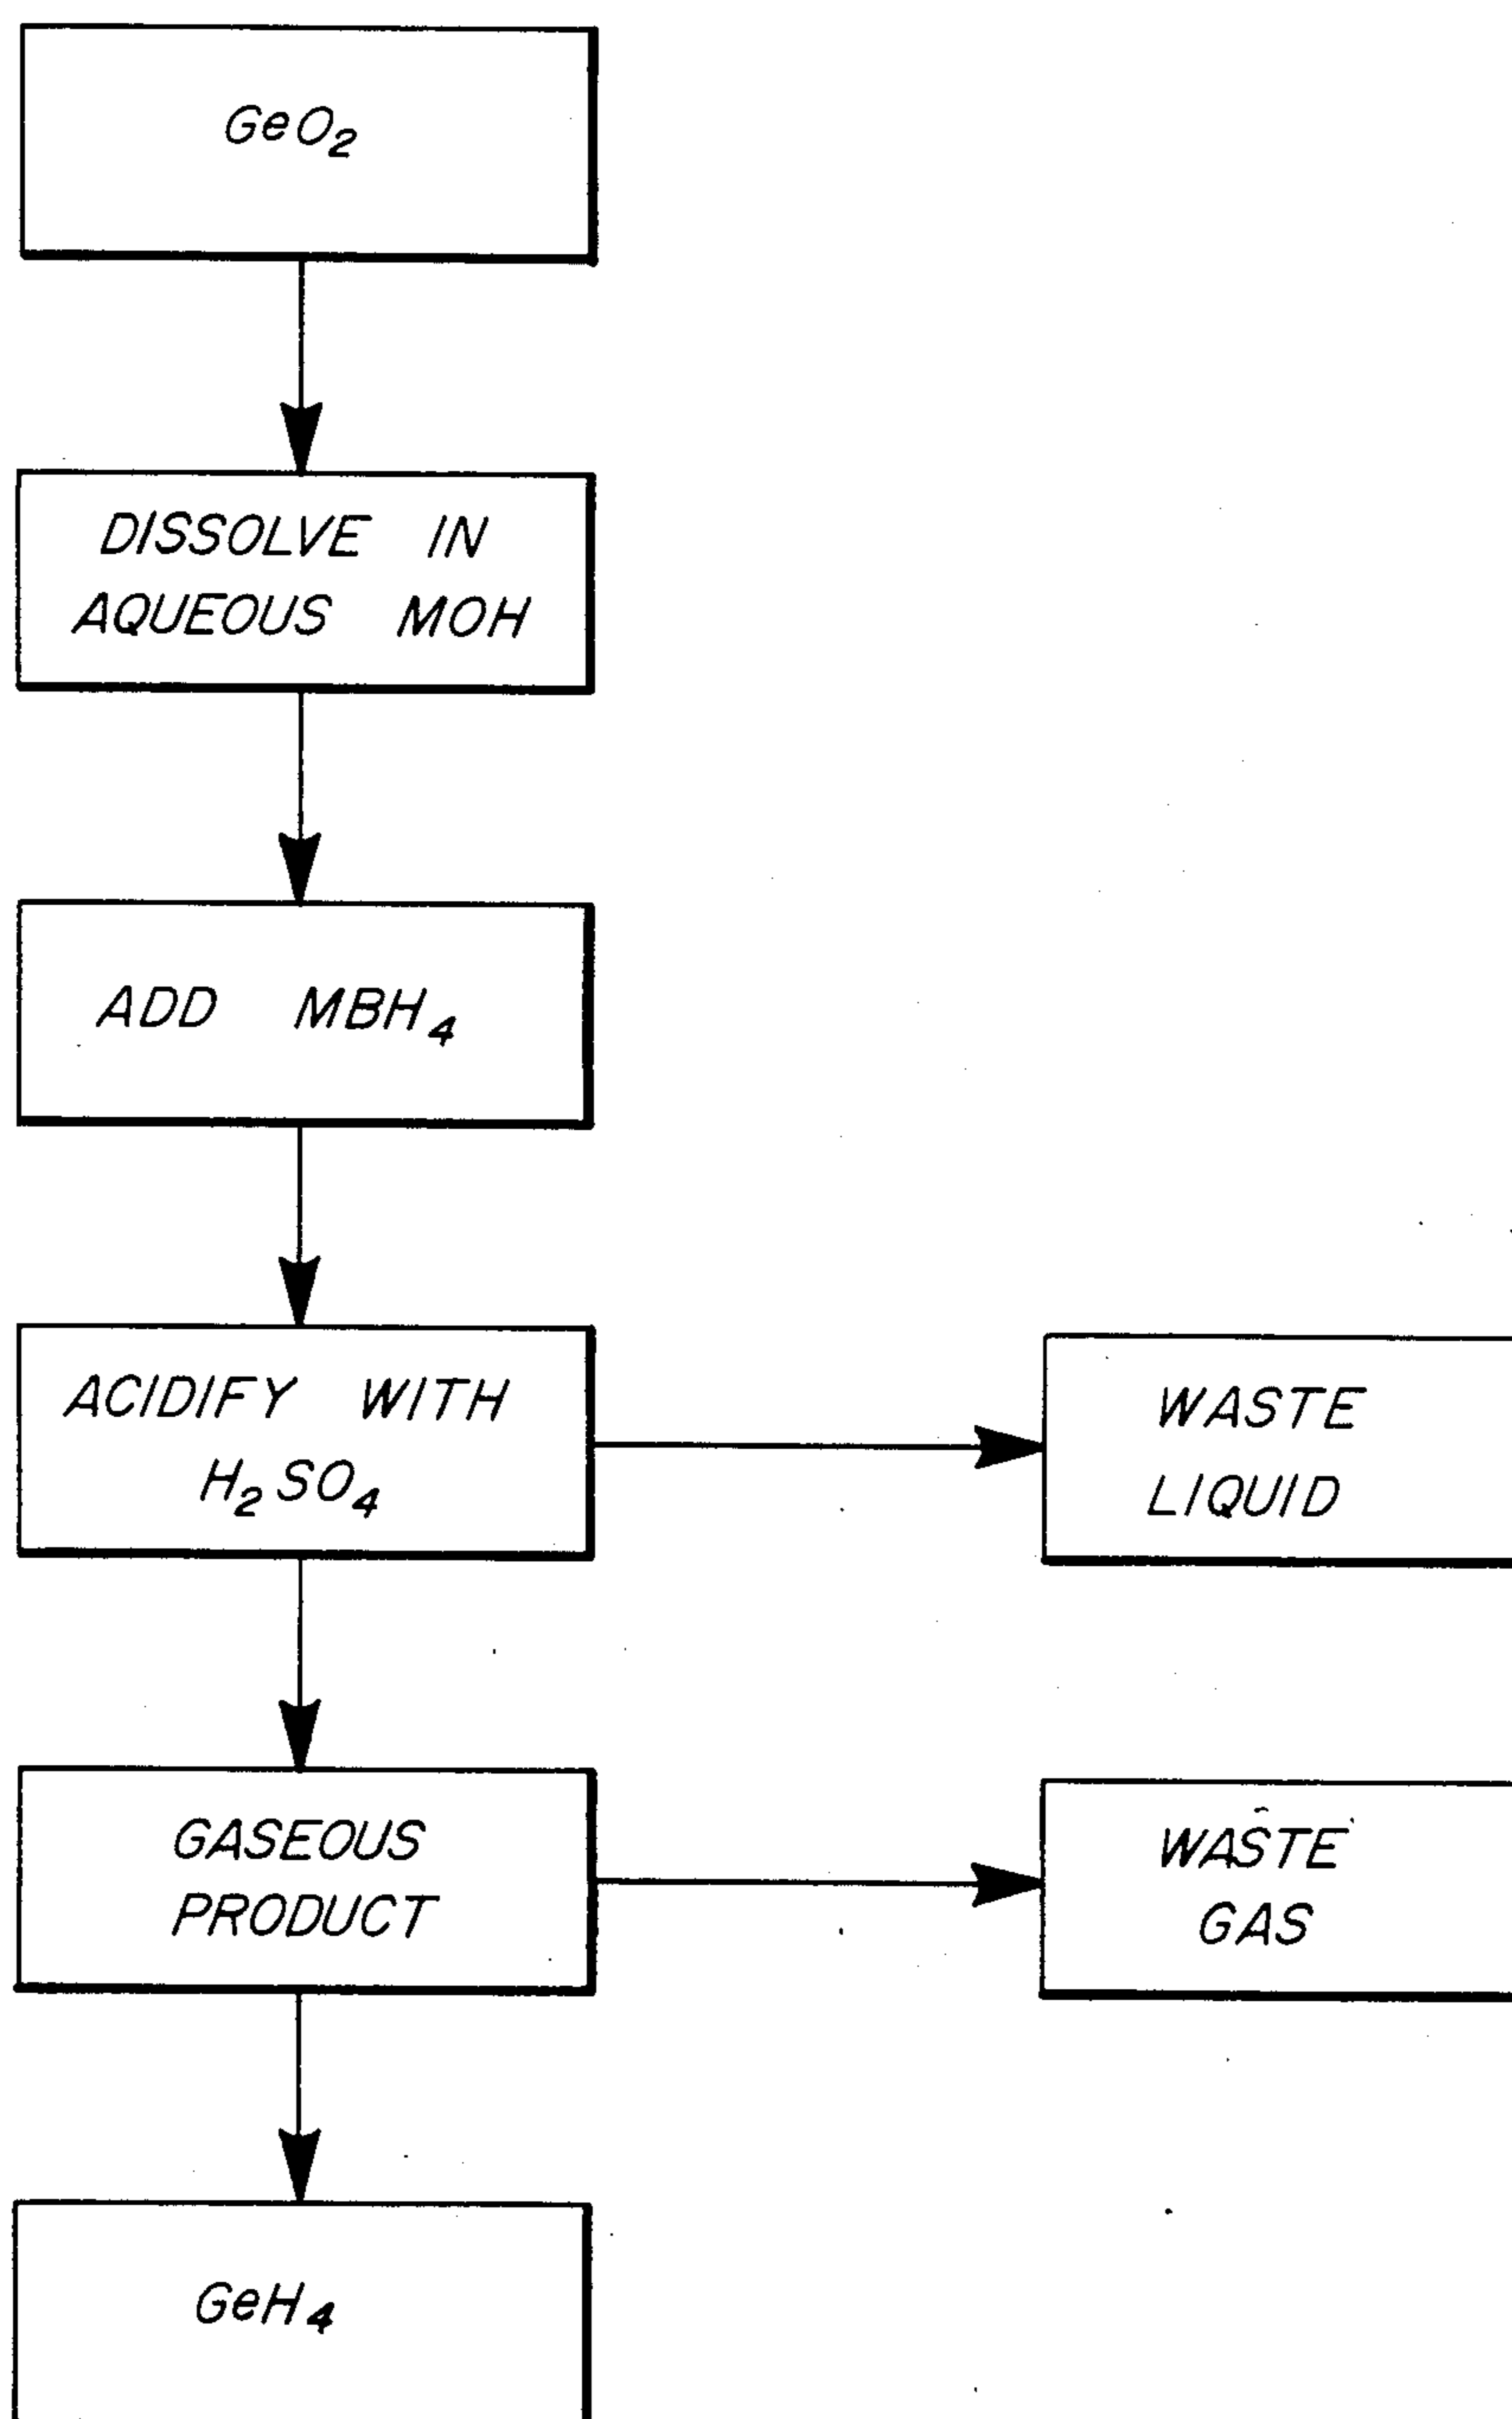 GeO₂
DISSOLVE IN
AQUEOUS MOH
ADD MBH₄
ACIDIFY WITH
H₂SO₄
WASTE
LIQUID
GASEOUS
PRODUCT
WASTE
GAS
GeH₄